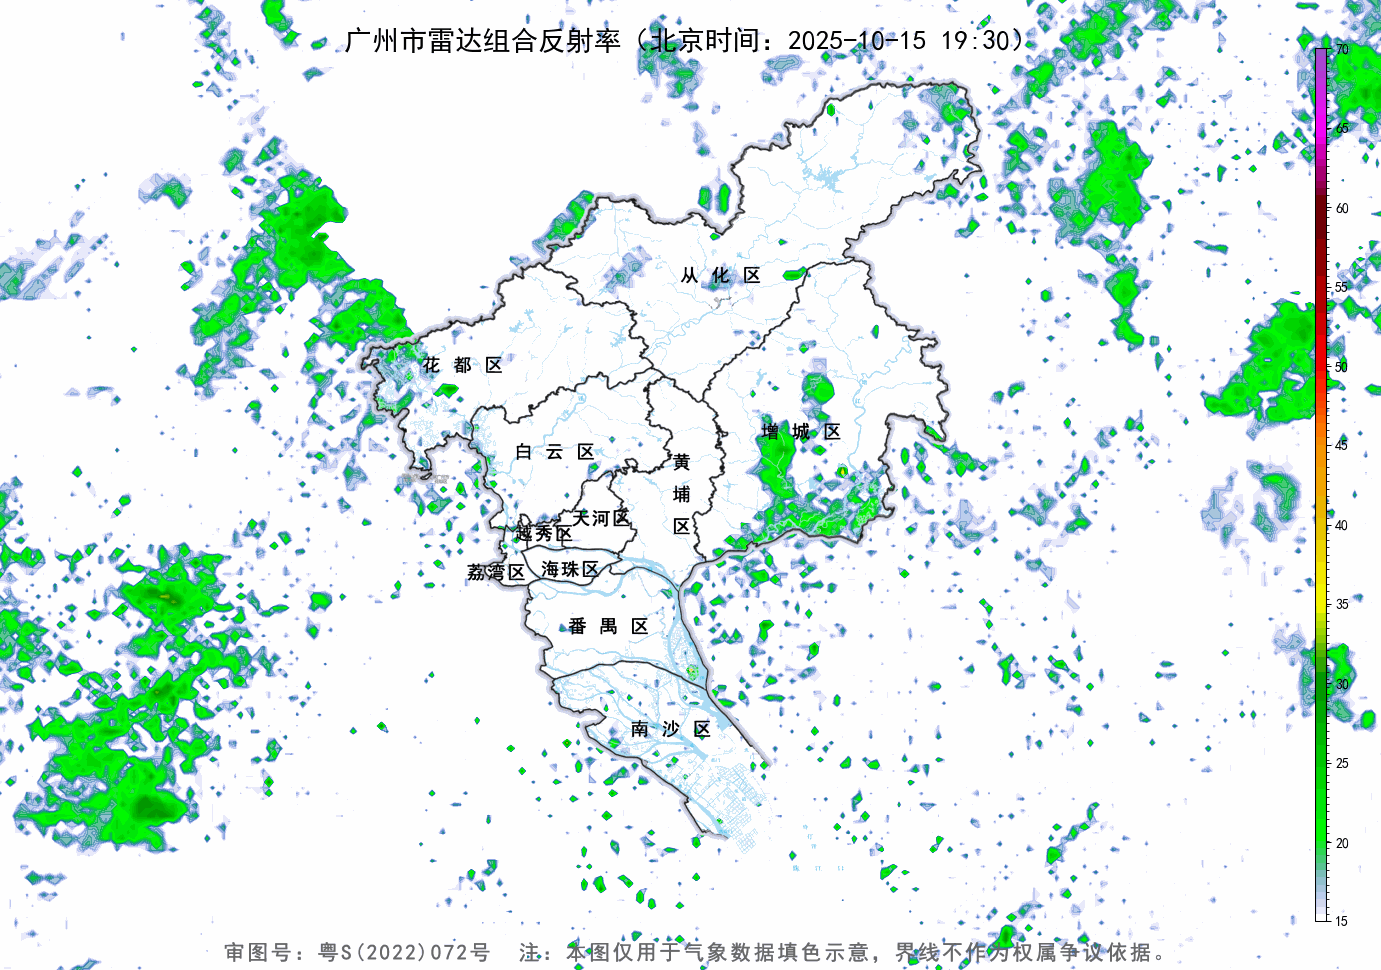 广州市雷达组合反射率（北京时间：2025-10-15 19:30）
70
65
60
55
50
45
40
35
30
25
20
15
从化区
花都区
增城区
白云区
黄埔区
天河区
越秀区
荔湾区
海珠区
番禺区
南沙区
审图号：粤S(2022)072号 注：本图仅用于气象数据填色示意，界线不作为权属争议依据。